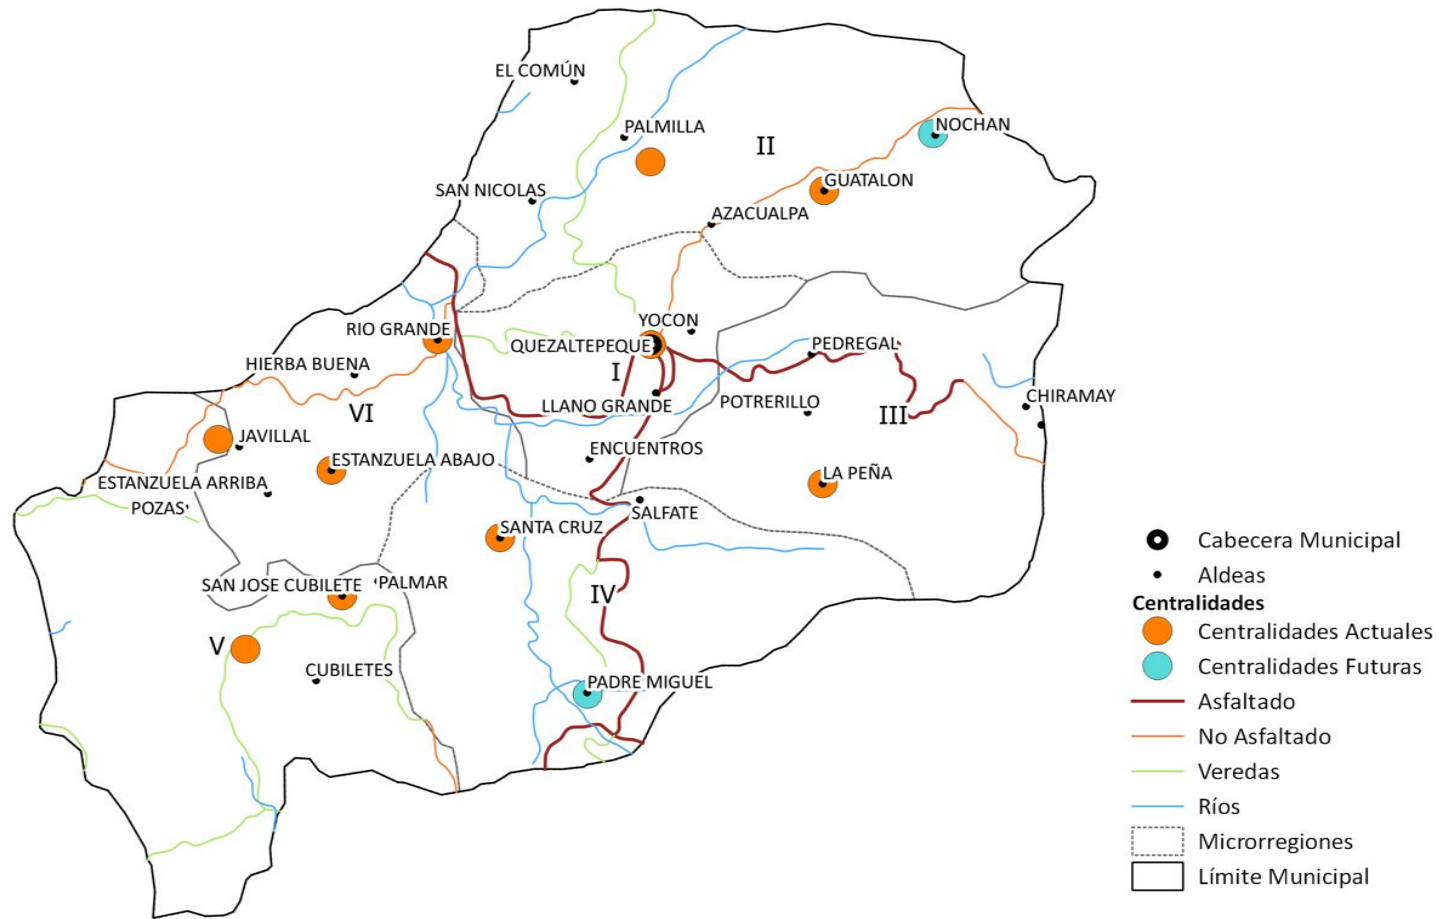 EL COMÚN
PALMILLA
NOCHAN
II
GUATALON
SAN NICOLAS
AZACUALPA
YOCON
RIO GRANDE
QUEZALTEPEQUE
PEDREGAL
HIERBA BUENA
I
CHIRAMAY
LLANO GRANDE
POTRERILLO
VI
III
JAVILLAL
ENCUENTROS
ESTANZUELA ABAJO
LA PEÑA
ESTANZUELA ARRIBA
POZAS
SALFATE
SANTA CRUZ
SAN JOSE CUBILETE
PALMAR
IV
V
CUBILETES
PADRE MIGUEL
Cabecera Municipal
Aldeas
Centralidades
Centralidades Actuales
Centralidades Futuras
Asfaltado
No Asfaltado
Veredas
Ríos
Microrregiones
Límite Municipal